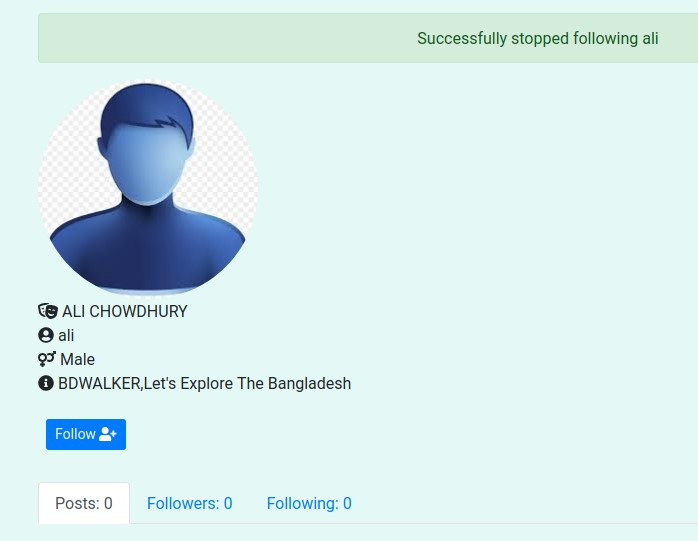 Successfully stopped following ali
ALI CHOWDHURY
ali
Male
BDWALKER,Let's Explore The Bangladesh
Follow
Posts: 0 Followers: 0 Following: 0